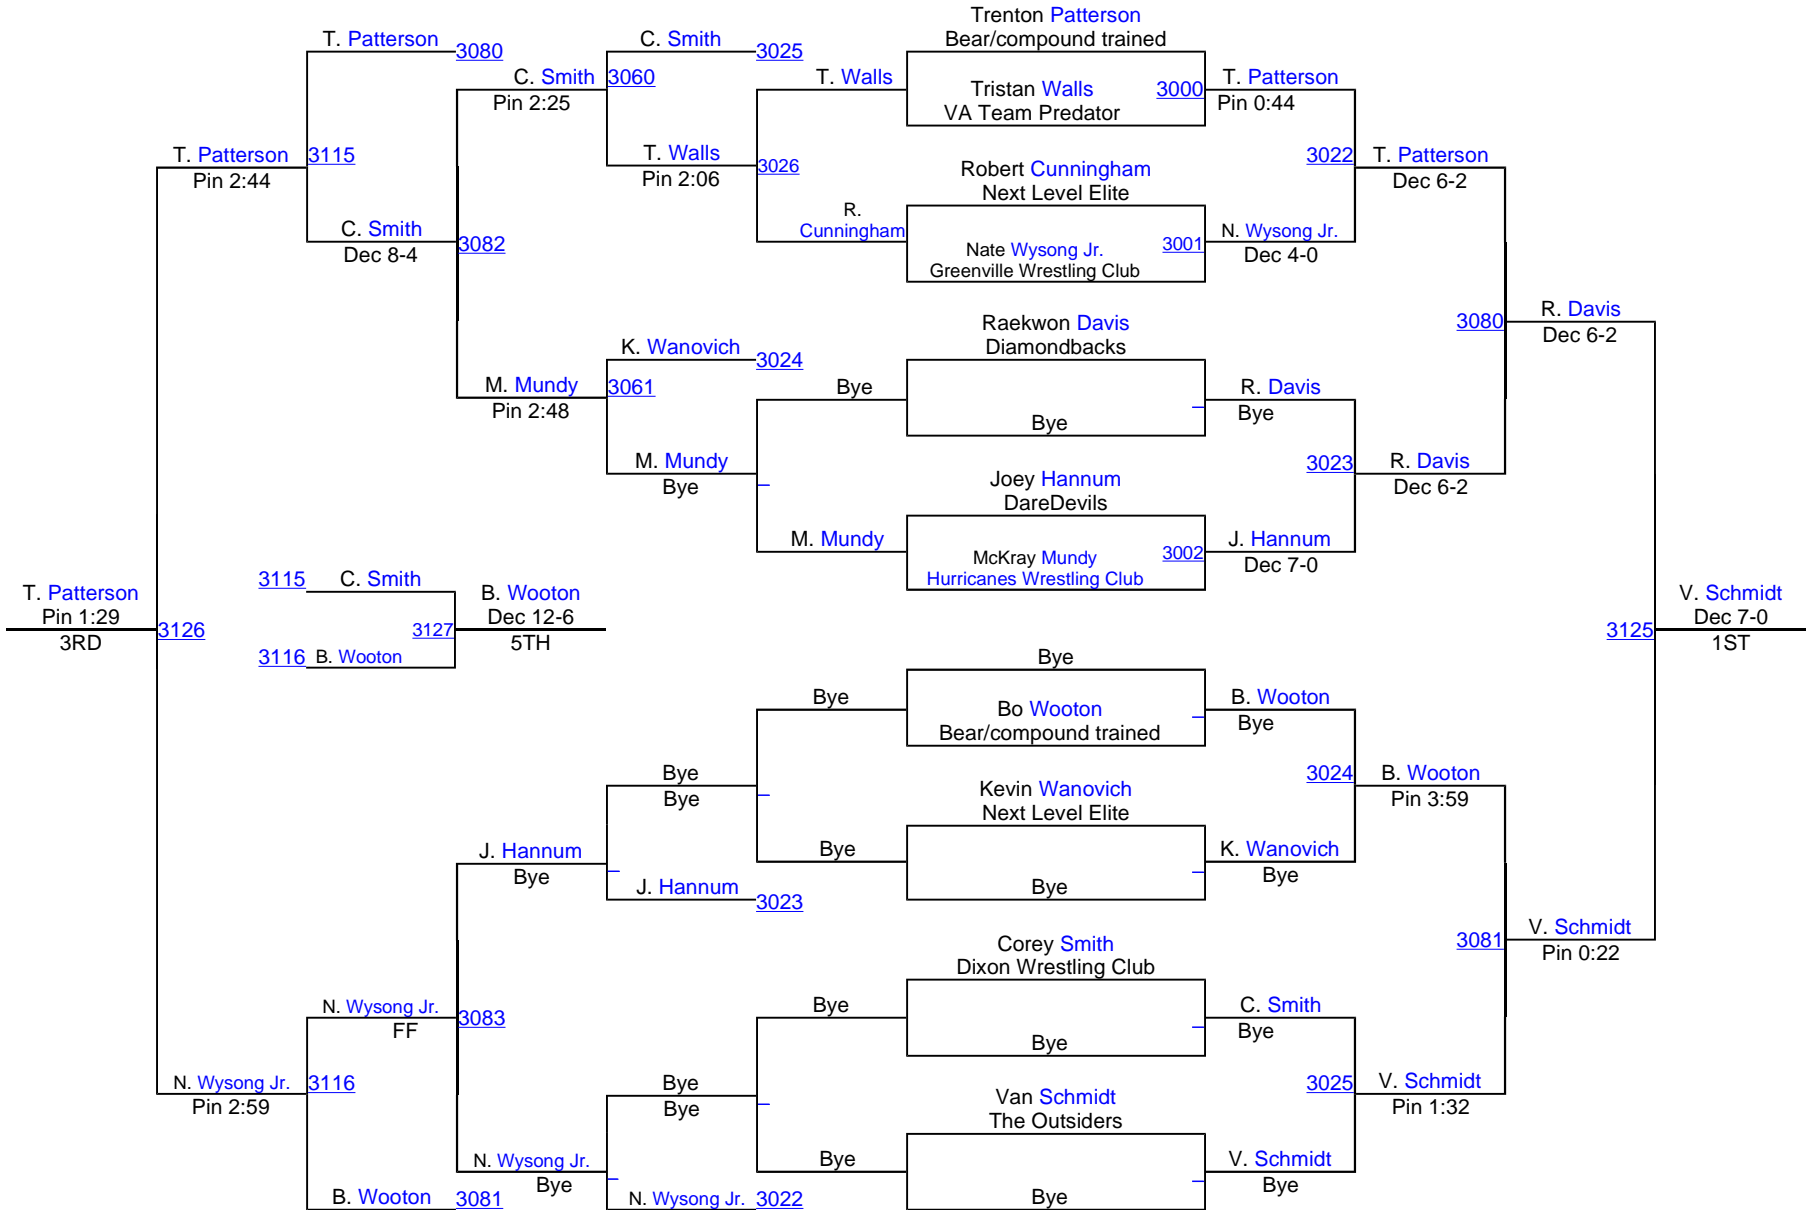 Trenton Patterson
T. Patterson 3080
C. Smith 3025
Bear/compound trained
C. Smith 3060
Pin 2:25
T. Walls
Tristan Walls 3000
VA Team Predator
T. Patterson
Pin 0:44
T. Patterson 3115
Pin 2:44
T. Walls
Pin 2:06
3026
Robert Cunningham
Next Level Elite
3022
T. Patterson
Dec 6-2
C. Smith
Dec 8-4
3082
R.
Cunningham
Nate Wysong Jr. 3001
Greenville Wrestling Club
N. Wysong Jr.
Dec 4-0
Raekwon Davis
Diamondbacks
3080
R. Davis
Dec 6-2
K. Wanovich 3024
M. Mundy 3061
Pin 2:48
Bye
Bye
R. Davis
Bye
M. Mundy
Bye
Joey Hannum
DareDevils
3023
R. Davis
Dec 6-2
M. Mundy
McKray Mundy 3002
Hurricanes Wrestling Club
J. Hannum
Dec 7-0
T. Patterson
Pin 1:29
3RD
3126
3115 C. Smith
3127
3116 B. Wooton
B. Wooton
Dec 12-6
5TH
3125
V. Schmidt
Dec 7-0
1ST
Bye
Bye
Bo Wooton
Bear/compound trained
B. Wooton
Bye
Bye
Bye
Kevin Wanovich
Next Level Elite
3024
B. Wooton
Pin 3:59
J. Hannum
Bye
Bye
Bye
K. Wanovich
Bye
J. Hannum 3023
Corey Smith
Dixon Wrestling Club
3081
V. Schmidt
Pin 0:22
N. Wysong Jr. 3083
FF
Bye
Bye
C. Smith
Bye
N. Wysong Jr. 3116
Pin 2:59
Bye
Bye
Van Schmidt
The Outsiders
3025
V. Schmidt
Pin 1:32
N. Wysong Jr.
Bye
Bye
Bye
V. Schmidt
Bye
B. Wooton 3081
N. Wysong Jr. 3022